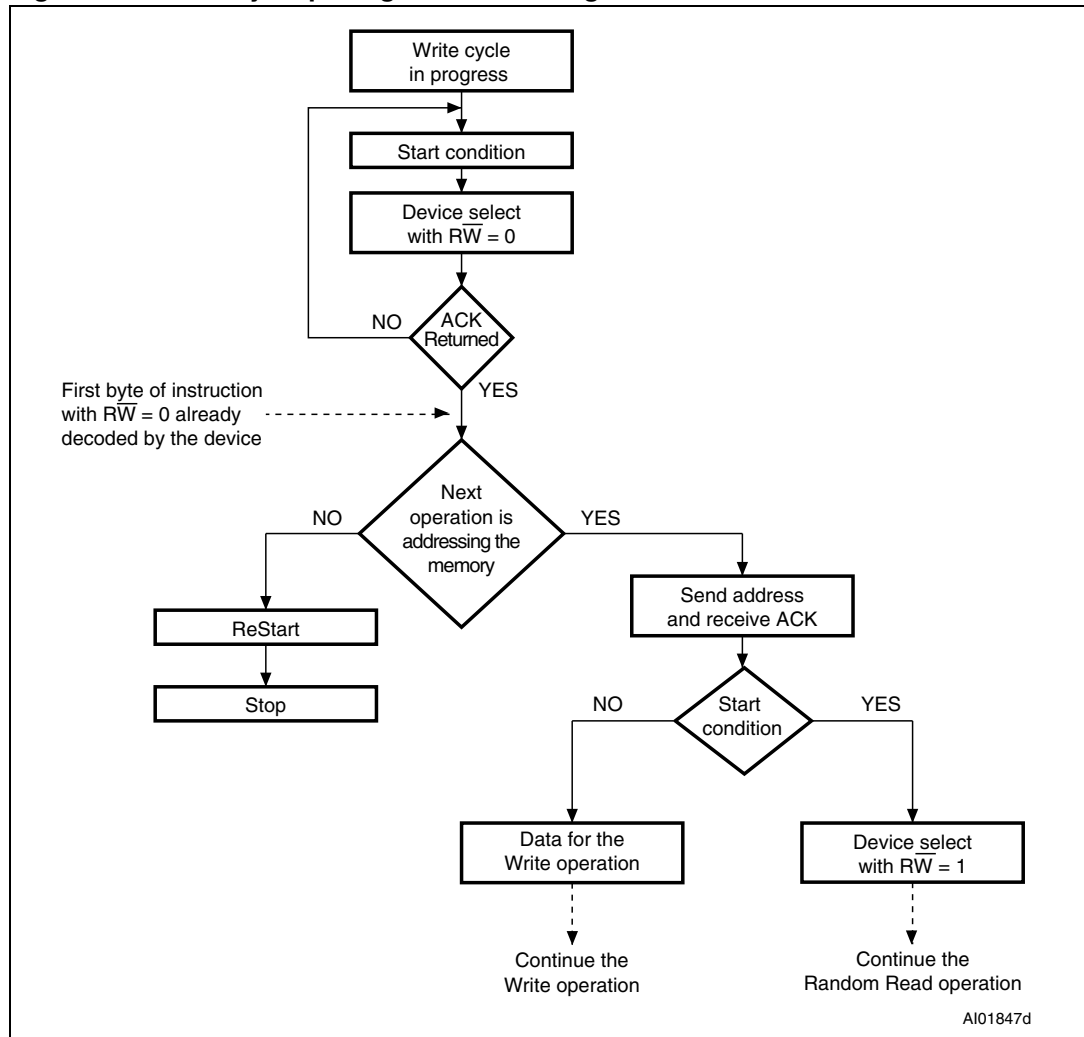 Write cycle
in progress
Start condition
Device select
with RW̅ = 0
ACK
Returned
NO
YES
First byte of instruction
with RW̅ = 0 already
decoded by the device
Next
operation is
addressing the
memory
NO
YES
ReStart
Stop
Send address
and receive ACK
Start
condition
NO
YES
Data for the
Write operation
Device select
with RW̅ = 1
Continue the
Write operation
Continue the
Random Read operation
AI01847d